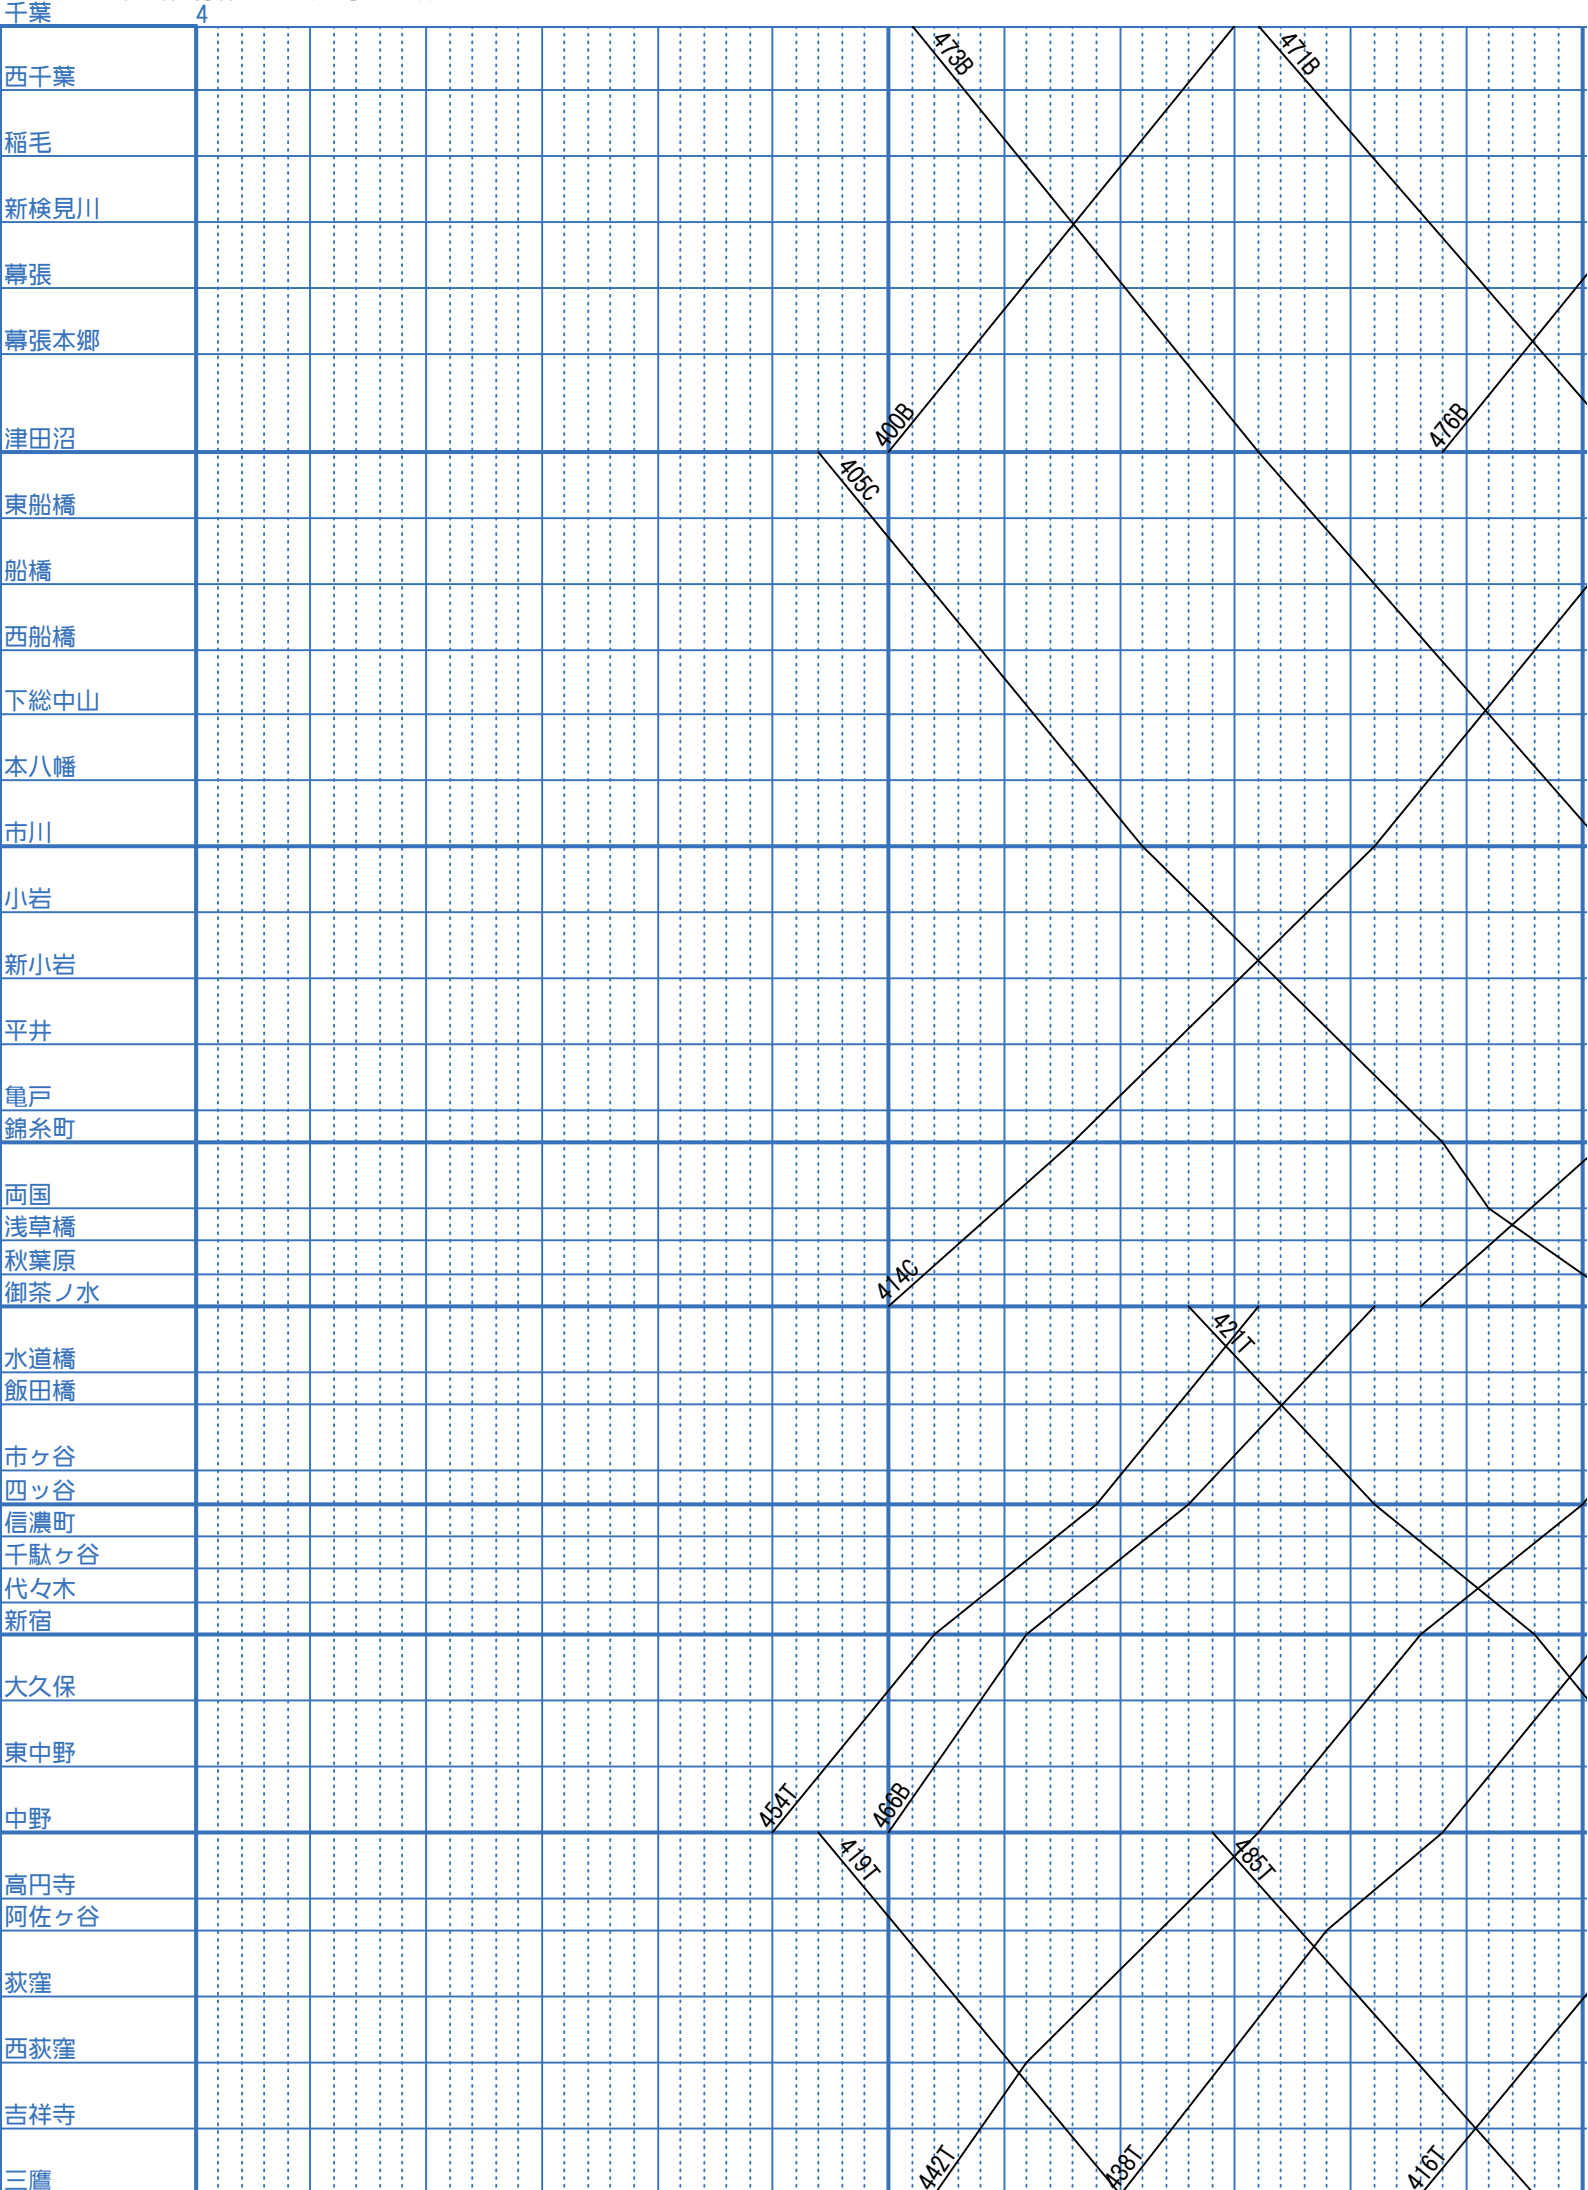 千葉 4
473B
471B
西千葉
稲毛
新検見川
幕張
幕張本郷
400B
476B
津田沼
405C
東船橋
船橋
西船橋
下総中山
本八幡
市川
小岩
新小岩
平井
亀戸
錦糸町
両国
浅草橋
秋葉原
414C
御茶ノ水
421T
水道橋
飯田橋
市ヶ谷
四ッ谷
信濃町
千駄ヶ谷
代々木
新宿
大久保
東中野
454T
466B
中野
419T
485T
高円寺
阿佐ヶ谷
荻窪
西荻窪
吉祥寺
442T
438T
416T
三鷹